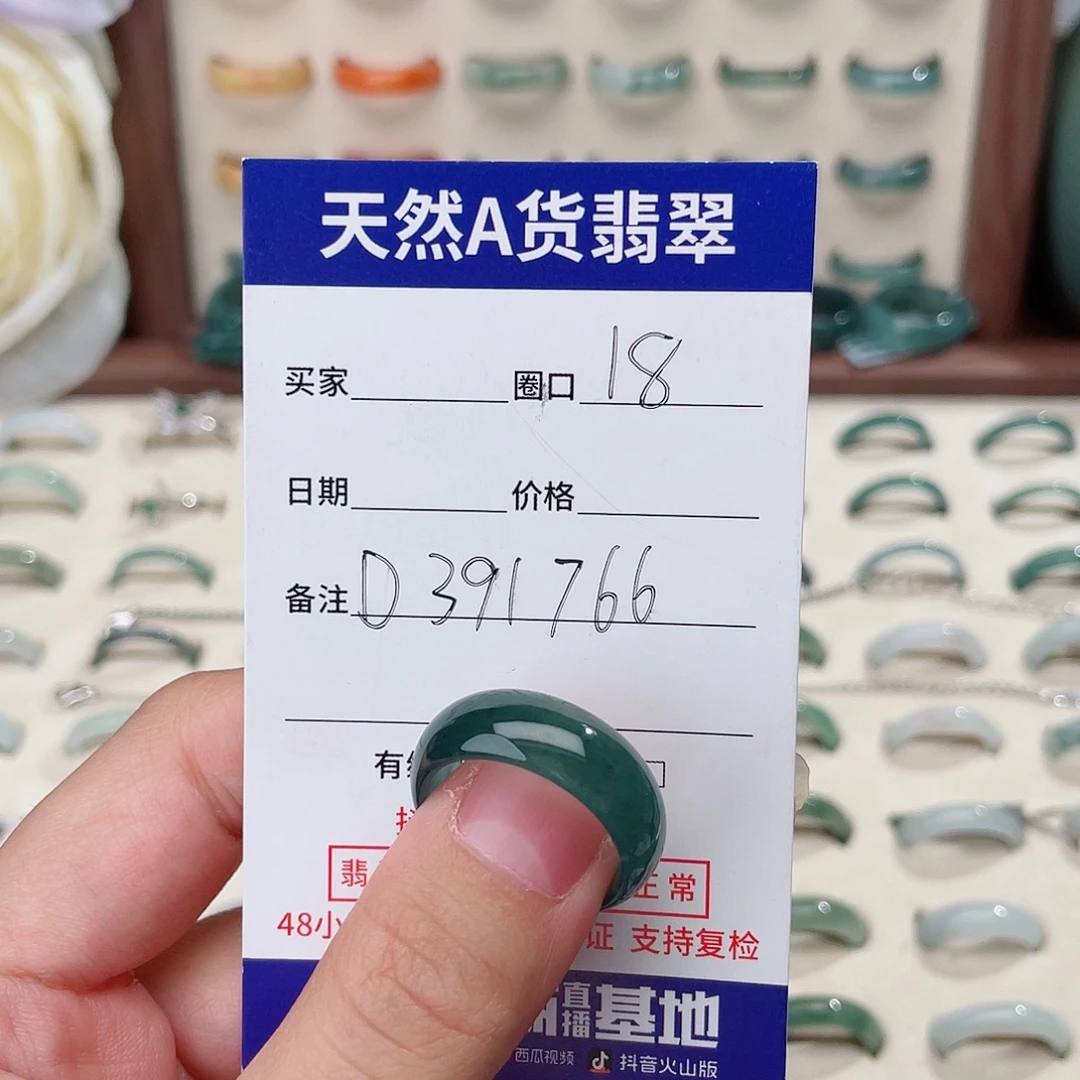 天然A货翡翠
买家 圈口 18
日期 价格
备注 D391766
有
翡 正常
48小 证 支持复检
直播基地
西瓜视频 抖音火山版